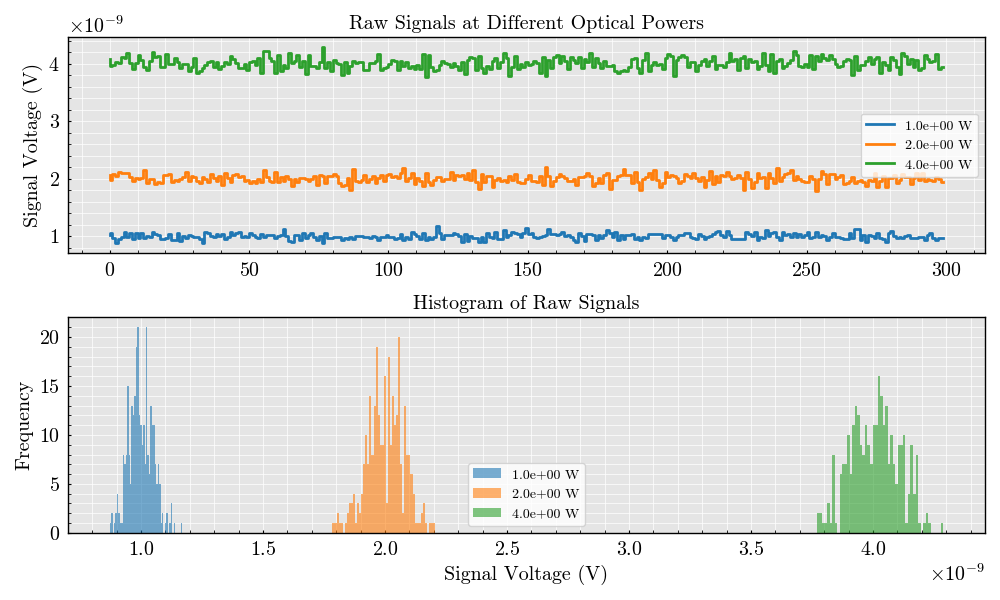 Raw Signals at Different Optical Powers
×10⁻⁹
Signal Voltage (V)
4
3
2
1
1.0e+00 W
2.0e+00 W
4.0e+00 W
0 50 100 150 200 250 300
Histogram of Raw Signals
Frequency
20
15
10
5
0
1.0e+00 W
2.0e+00 W
4.0e+00 W
1.0 1.5 2.0 2.5 3.0 3.5 4.0
Signal Voltage (V)
×10⁻⁹